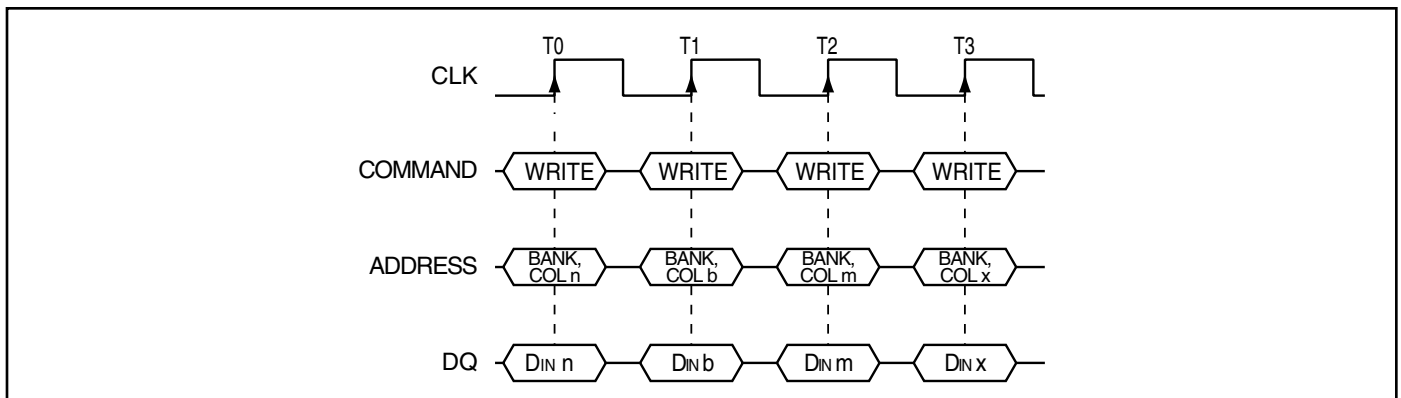 T0 T1 T2 T3
CLK
COMMAND WRITE WRITE WRITE WRITE
ADDRESS BANK, COL n BANK, COL b BANK, COL m BANK, COL x
DQ DIN n DIN b DIN m DIN x